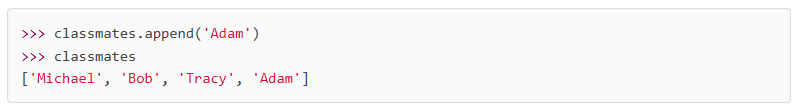 >>> classmates.append('Adam')
>>> classmates
['Michael', 'Bob', 'Tracy', 'Adam']